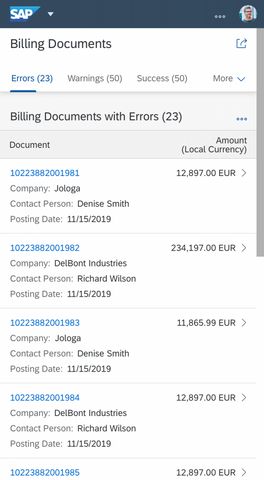 SAP
Billing Documents
Errors (23) Warnings (50) Success (50) More
Billing Documents with Errors (23)
Document Amount
(Local Currency)
10223882001981 12,897.00 EUR
Company: Jologa
Contact Person: Denise Smith
Posting Date: 11/15/2019
10223882001982 234,197.00 EUR
Company: DelBont Industries
Contact Person: Richard Wilson
Posting Date: 11/15/2019
10223882001983 11,865.99 EUR
Company: Jologa
Contact Person: Denise Smith
Posting Date: 11/15/2019
10223882001984 12,897.00 EUR
Company: DelBont Industries
Contact Person: Richard Wilson
Posting Date: 11/15/2019
10223882001985 12,897.00 EUR